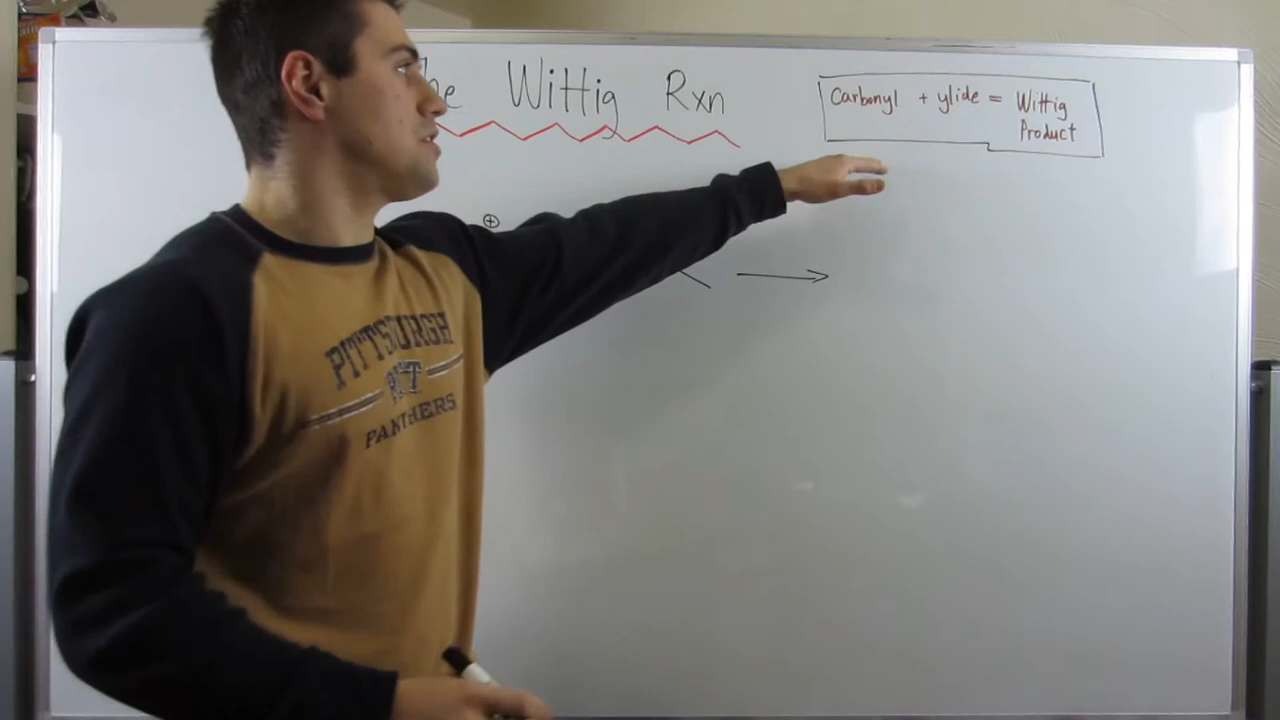 he Wittig Rxn
Carbonyl + ylide = Wittig
Product
⊕
PITTSBURGH
PITT
PANTHERS